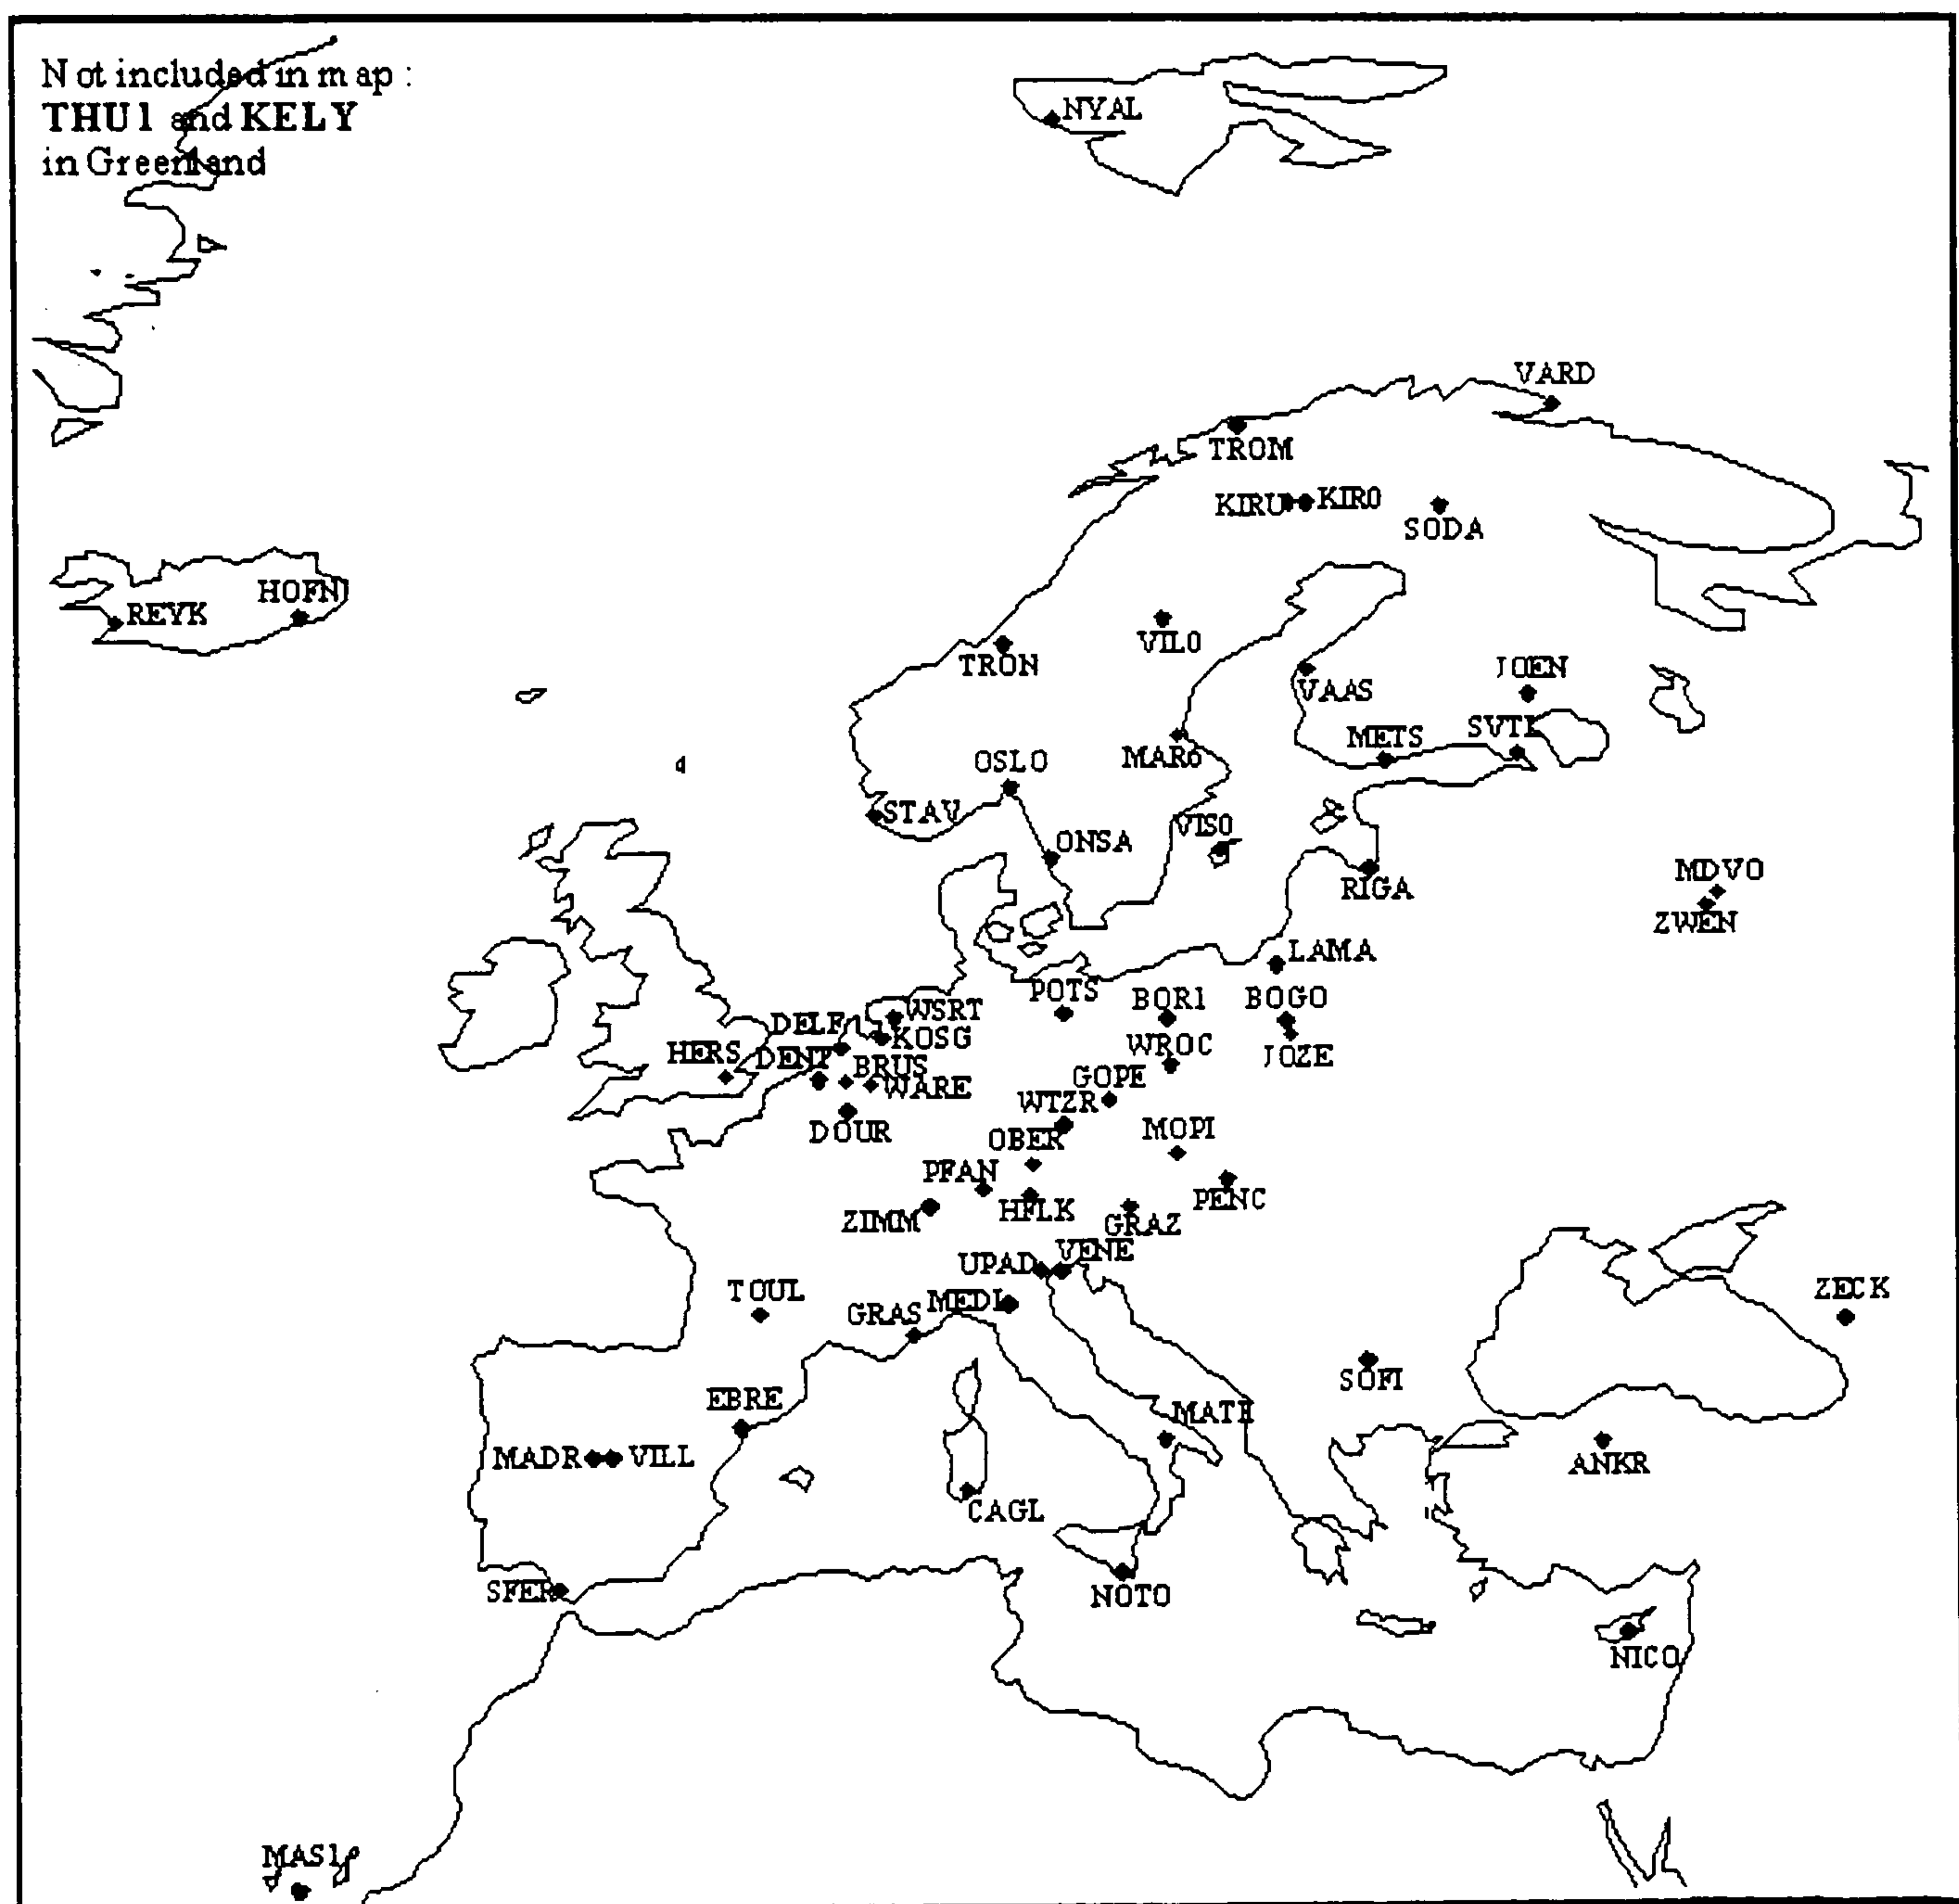 Not included in map :
THU1 and KELY
in Greenland
NYAL
VARD
TROM
KIRU
KIR0
SODA
HOFN
REYK
VIL0
TRON
JOEN
VAAS
SVTL
METS
MAR6
OSLO
STAV
VIS0
ONSA
MDVO
RIGA
ZWEN
LAMA
POTS
BOR1
BOGO
WSRT
DELF
KOSG
WROC
JOZE
HERS
DENT
BRUS
WARE
GOPE
WTZR
DOUR
OBER
MOPI
PFAN
PENC
HFLK
ZIMM
GRAZ
VENE
UPAD
TOUL
MEDI
GRAS
ZECK
SOFI
EBRE
MATE
MADR
VILL
ANKR
CAGL
SFER
NOTO
NICO
MAS1